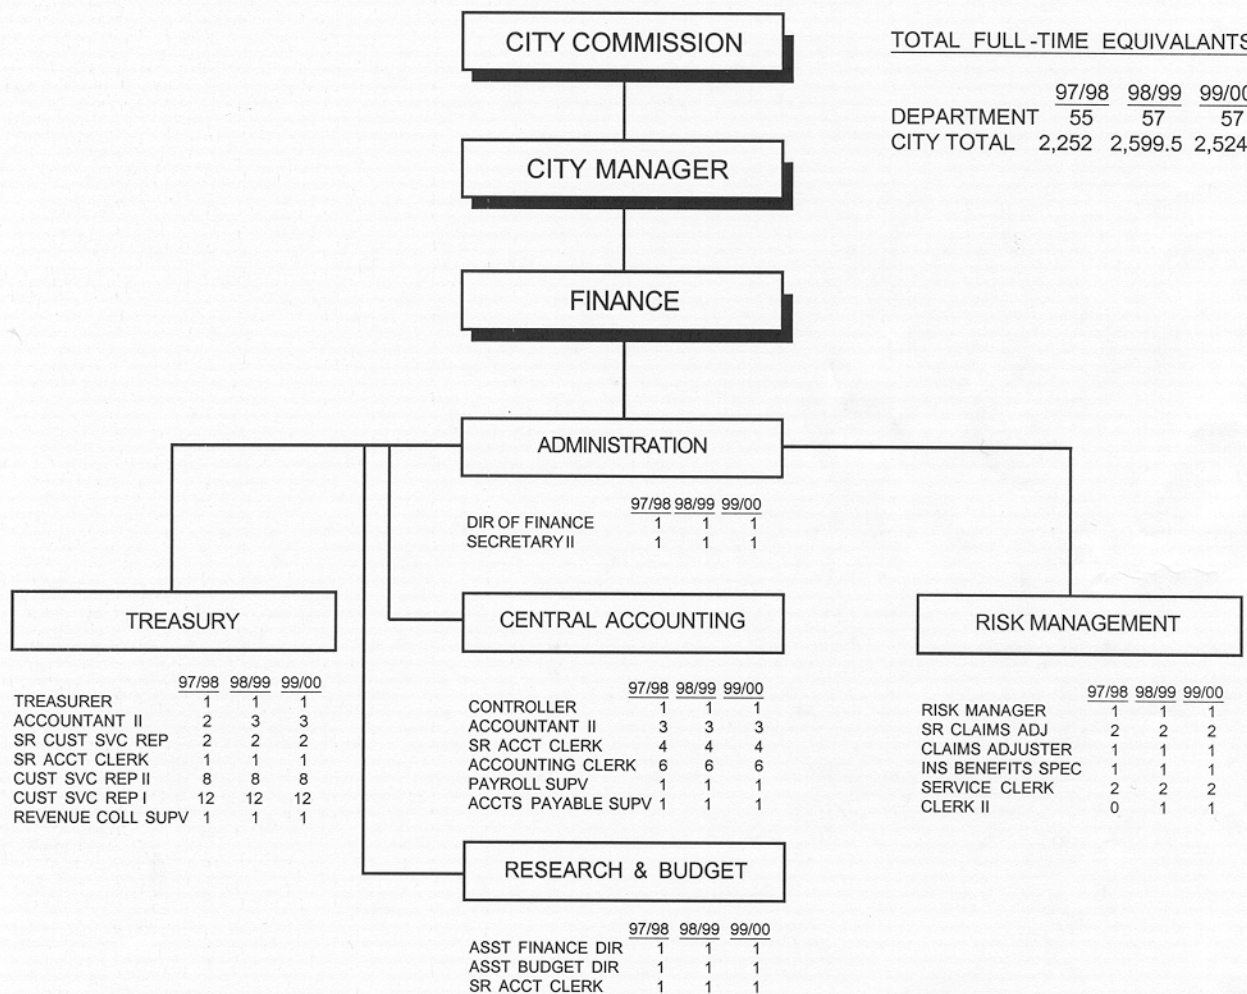 CITY COMMISSION
TOTAL FULL-TIME EQUIVALANTS
97/98 98/99 99/00
DEPARTMENT 55 57 57
CITY TOTAL 2,252 2,599.5 2,524
CITY MANAGER
FINANCE
ADMINISTRATION
97/98 98/99 99/00
DIR OF FINANCE 1 1 1
SECRETARY II 1 1 1
TREASURY
97/98 98/99 99/00
TREASURER 1 1 1
ACCOUNTANT II 2 3 3
SR CUST SVC REP 2 2 2
SR ACCT CLERK 1 1 1
CUST SVC REP II 8 8 8
CUST SVC REP I 12 12 12
REVENUE COLL SUPV 1 1 1
CENTRAL ACCOUNTING
97/98 98/99 99/00
CONTROLLER 1 1 1
ACCOUNTANT II 3 3 3
SR ACCT CLERK 4 4 4
ACCOUNTING CLERK 6 6 6
PAYROLL SUPV 1 1 1
ACCTS PAYABLE SUPV 1 1 1
RISK MANAGEMENT
97/98 98/99 99/00
RISK MANAGER 1 1 1
SR CLAIMS ADJ 2 2 2
CLAIMS ADJUSTER 1 1 1
INS BENEFITS SPEC 1 1 1
SERVICE CLERK 2 2 2
CLERK II 0 1 1
RESEARCH & BUDGET
97/98 98/99 99/00
ASST FINANCE DIR 1 1 1
ASST BUDGET DIR 1 1 1
SR ACCT CLERK 1 1 1